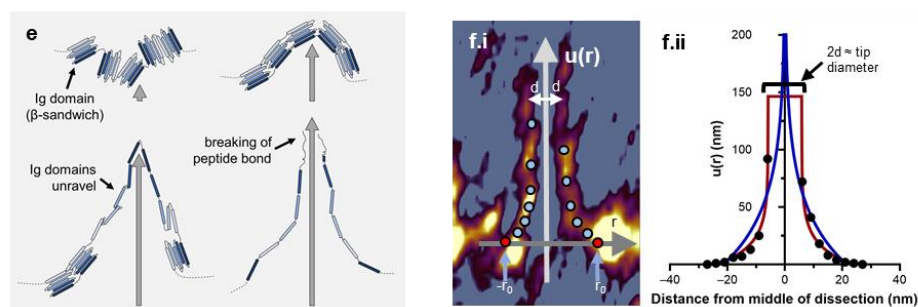 e
Ig domain
(β-sandwich)
Ig domains
unravel
breaking of
peptide bond
f.i
u(r)
d d
r
-r₀
r₀
f.ii
2d ≈ tip
diameter
u(r) (nm)
200
150
100
50
−40
−20
0
20
40
Distance from middle of dissection (nm)